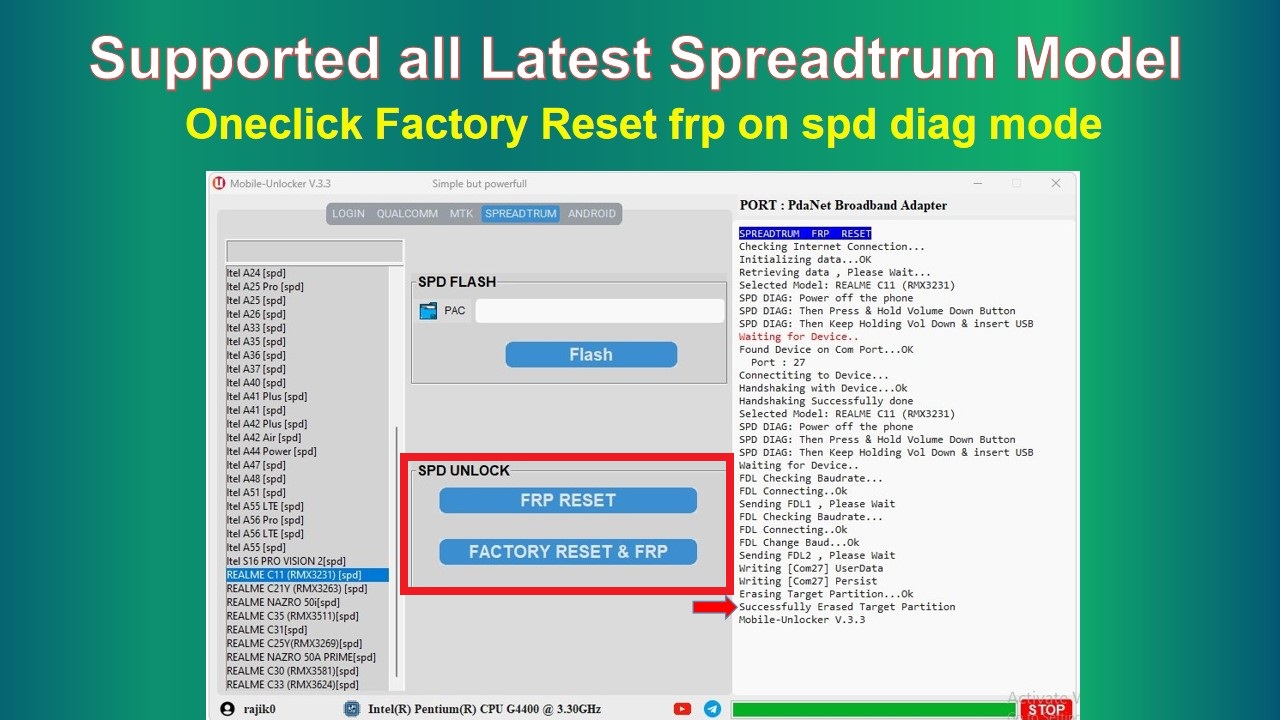 Supported all Latest Spreadtrum Model
Oneclick Factory Reset frp on spd diag mode
Mobile-Unlocker V.3.3
Simple but powerfull
LOGIN QUALCOMM MTK SPREADTRUM ANDROID
Itel A24 [spd]
Itel A25 Pro [spd]
Itel A25 [spd]
Itel A26 [spd]
Itel A33 [spd]
Itel A35 [spd]
Itel A36 [spd]
Itel A37 [spd]
Itel A40 [spd]
Itel A41 Plus [spd]
Itel A41 [spd]
Itel A42 Plus [spd]
Itel A42 Air [spd]
Itel A44 Power [spd]
Itel A47 [spd]
Itel A48 [spd]
Itel A51 [spd]
Itel A55 LTE [spd]
Itel A56 Pro [spd]
Itel A56 LTE [spd]
Itel A55 [spd]
Itel S16 PRO VISION 2[spd]
REALME C11 (RMX3231) [spd]
REALME C21Y (RMX3263) [spd]
REALME NAZRO 50i[spd]
REALME C35 (RMX3511)[spd]
REALME C31[spd]
REALME C25Y(RMX3269)[spd]
REALME NAZRO 50A PRIME[spd]
REALME C30 (RMX3581)[spd]
REALME C33 (RMX3624)[spd]
SPD FLASH
PAC
Flash
SPD UNLOCK
FRP RESET
FACTORY RESET & FRP
PORT : PdaNet Broadband Adapter
SPREADTRUM FRP RESET
Checking Internet Connection...
Initializing data...OK
Retrieving data , Please Wait...
Selected Model: REALME C11 (RMX3231)
SPD DIAG: Power off the phone
SPD DIAG: Then Press & Hold Volume Down Button
SPD DIAG: Then Keep Holding Vol Down & insert USB
Waiting for Device..
Found Device on Com Port...OK
Port : 27
Connectiting to Device...
Handshaking with Device...Ok
Handshaking Successfully done
Selected Model: REALME C11 (RMX3231)
SPD DIAG: Power off the phone
SPD DIAG: Then Press & Hold Volume Down Button
SPD DIAG: Then Keep Holding Vol Down & insert USB
Waiting for Device..
FDL Checking Baudrate...
FDL Connecting..Ok
Sending FDL1 , Please Wait
FDL Checking Baudrate...
FDL Connecting..Ok
FDL Change Baud...Ok
Sending FDL2 , Please Wait
Writing [Com27] UserData
Writing [Com27] Persist
Erasing Target Partition...Ok
Successfully Erased Target Partition
Mobile-Unlocker V.3.3
Activate
rajik0
Intel(R) Pentium(R) CPU G4400 @ 3.30GHz
STOP